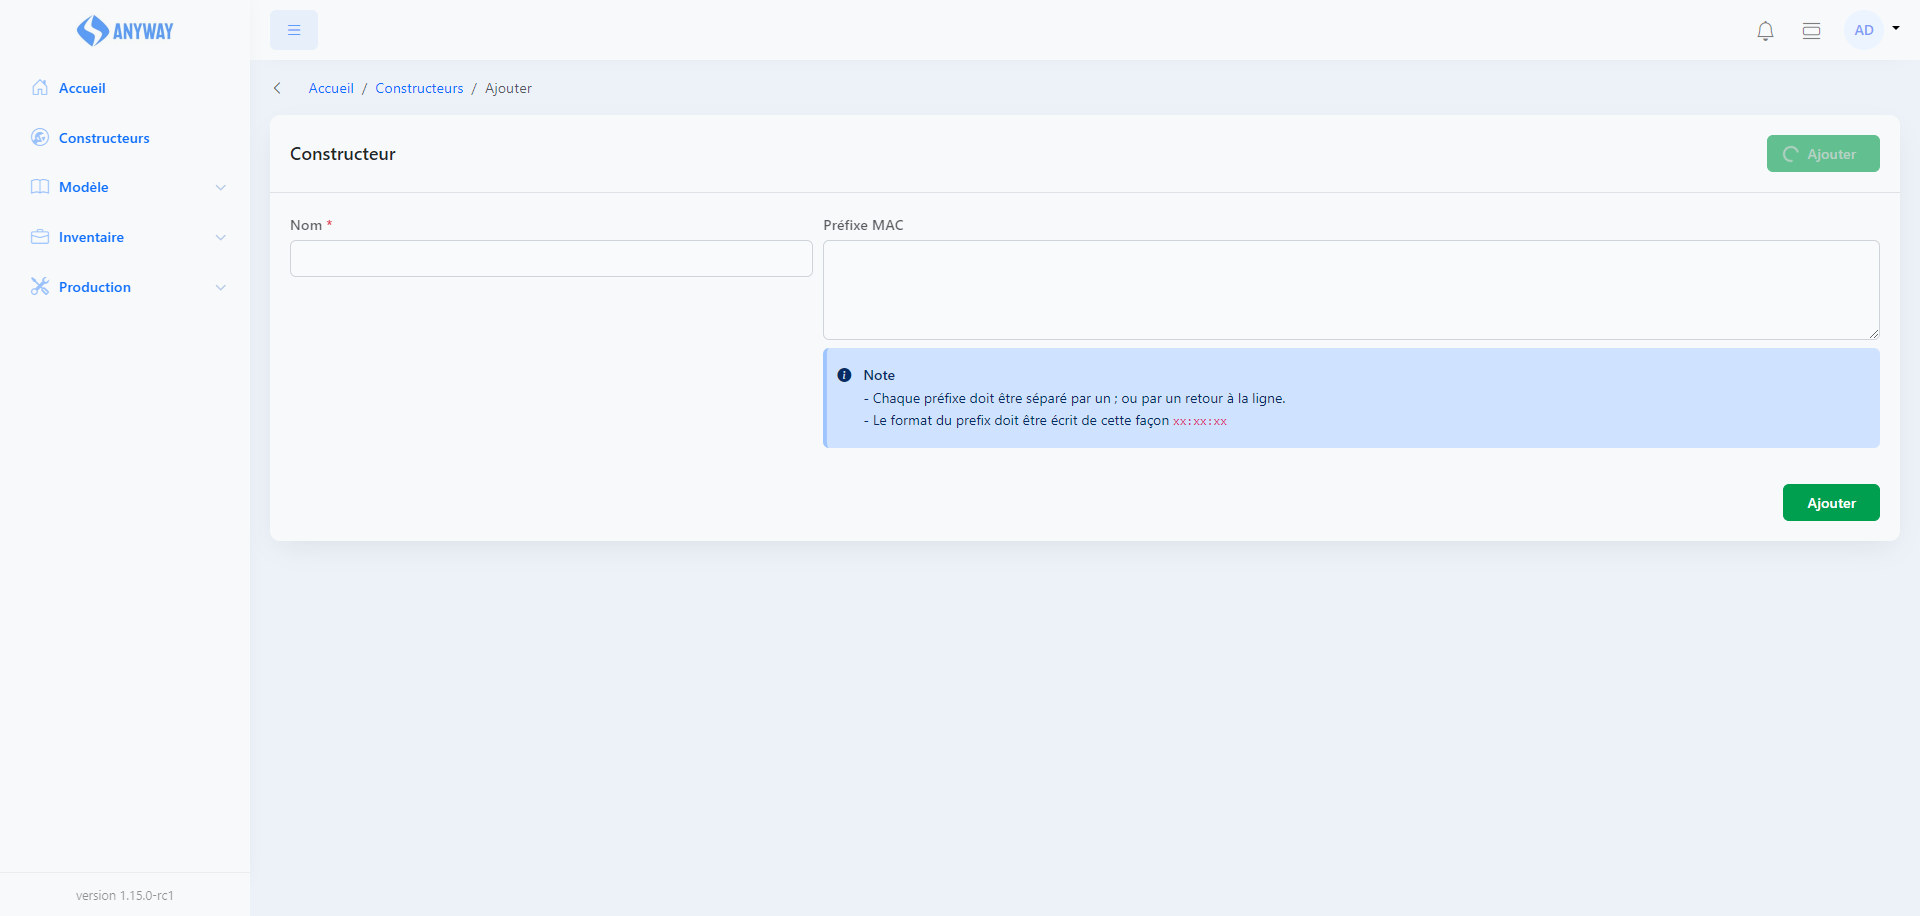 ANYWAY
AD
Accueil
Constructeurs
Modèle
Inventaire
Production
Accueil / Constructeurs / Ajouter
Constructeur
Ajouter
Nom *
Préfixe MAC
Note
- Chaque préfixe doit être séparé par un ; ou par un retour à la ligne.
- Le format du prefix doit être écrit de cette façon xx:xx:xx
Ajouter
version 1.15.0-rc1